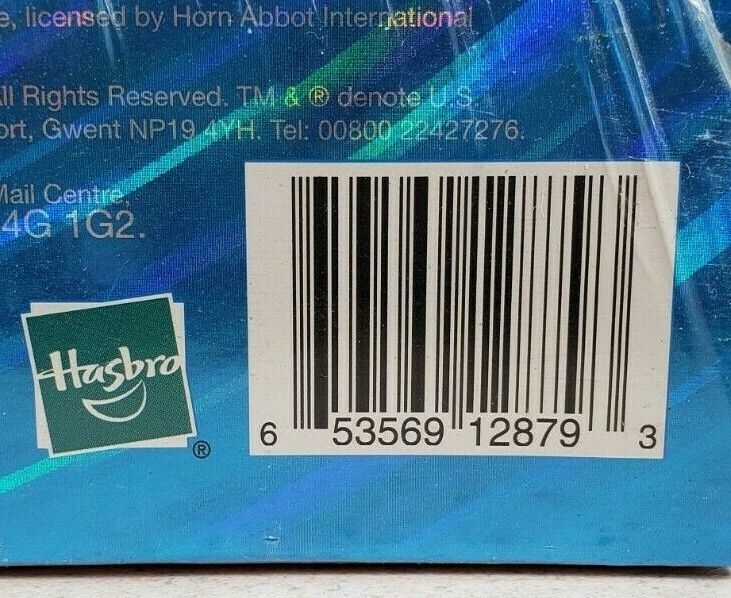 e, licensed by Horn Abbot International
All Rights Reserved. TM & ® denote U.S.
ort, Gwent NP19 4YH. Tel: 00800 22427276.
Mail Centre,
4G 1G2.
Hasbro
®
6 53569 12879 3